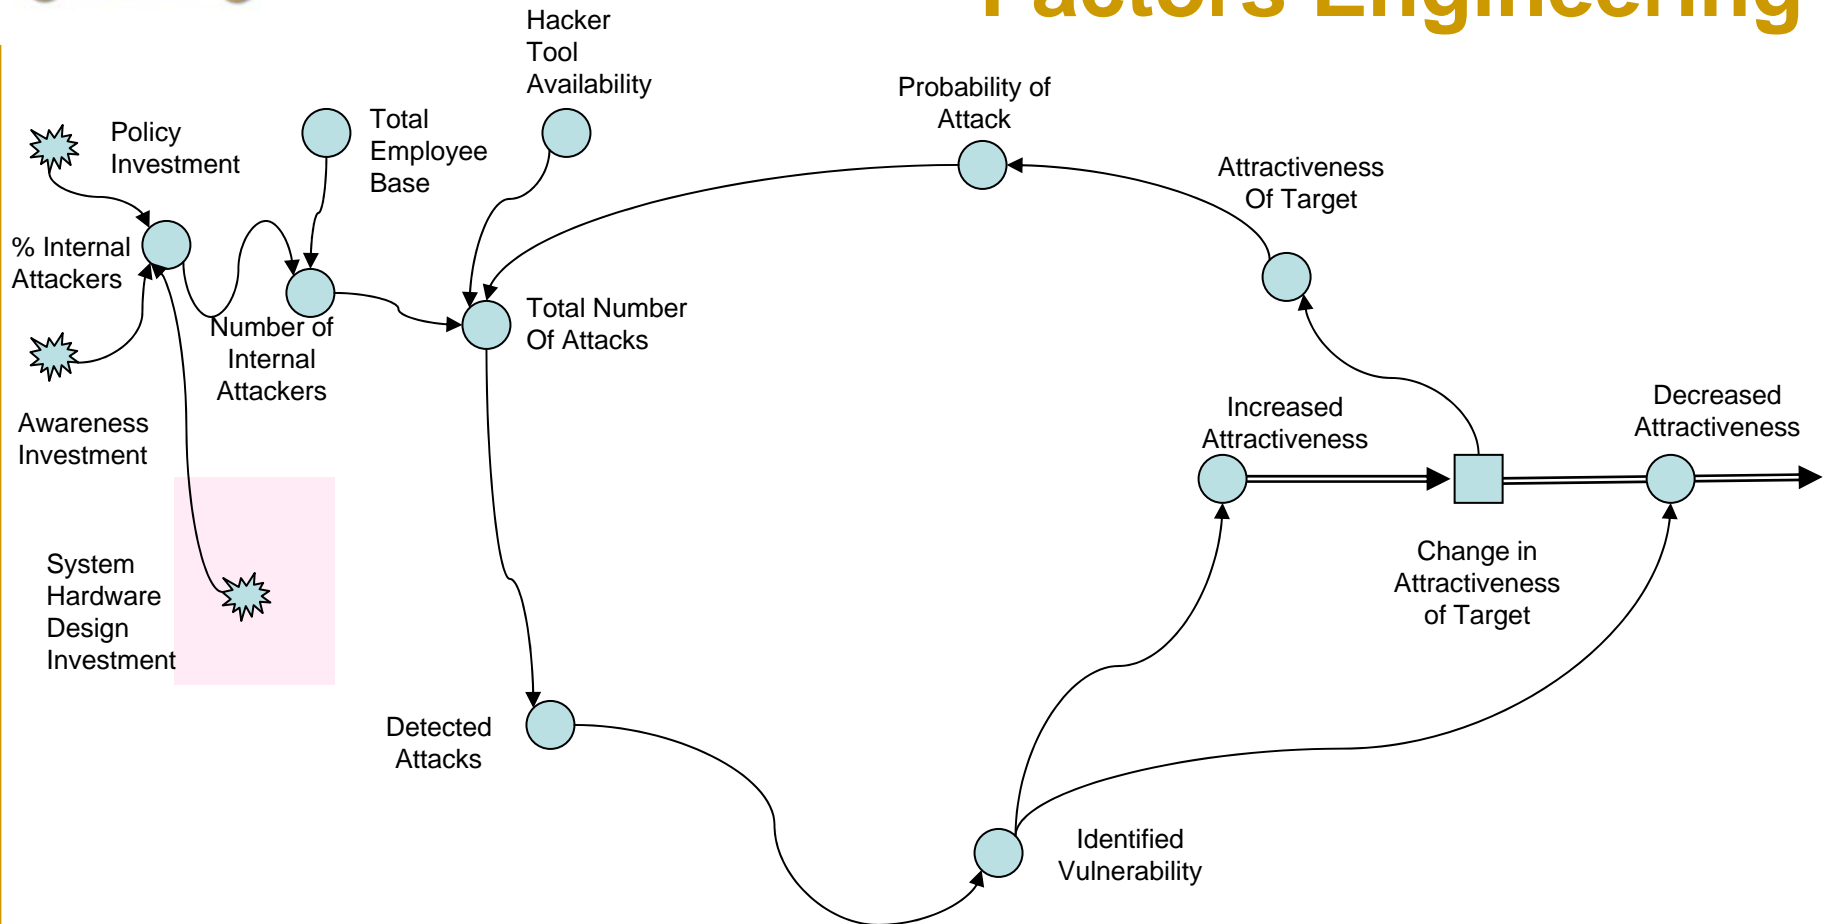 Factors Engineering
Hacker
Tool
Availability
Probability of
Attack
Policy
Investment
Total
Employee
Base
Attractiveness
Of Target
% Internal
Attackers
Number of
Internal
Attackers
Total Number
Of Attacks
Awareness
Investment
Increased
Attractiveness
Decreased
Attractiveness
System
Hardware
Design
Investment
Change in
Attractiveness
of Target
Detected
Attacks
Identified
Vulnerability